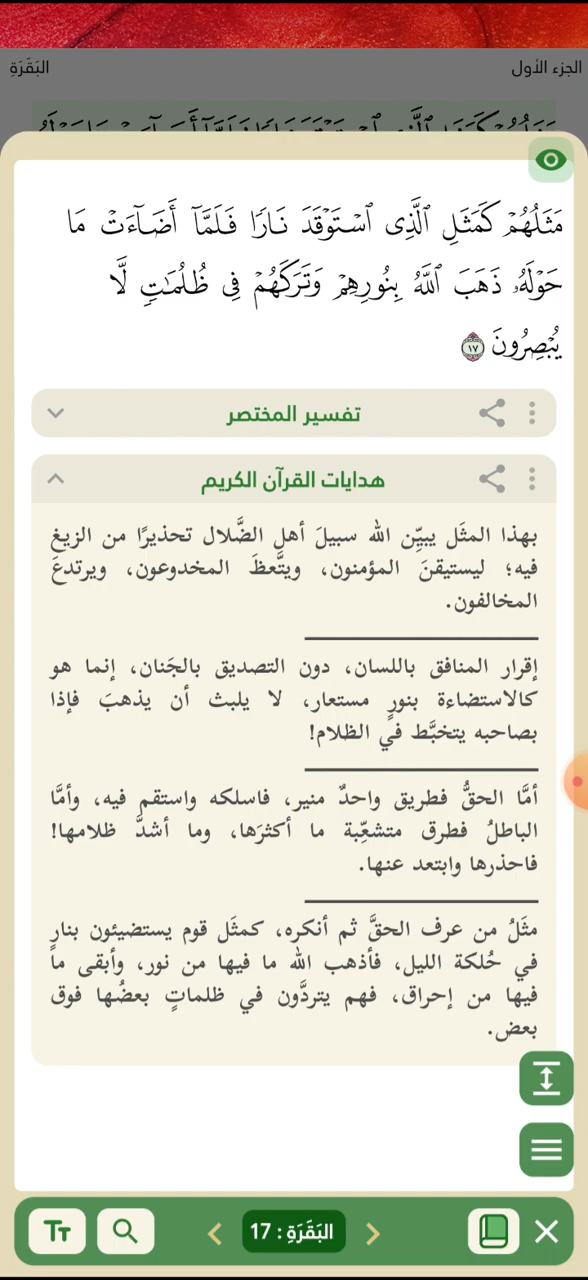 الجزء الأول
البَقَرَةِ
مَثَلُهُمْ كَمَثَلِ ٱلَّذِى ٱسْتَوْقَدَ نَارًا فَلَمَّآ أَضَآءَتْ مَا
حَوْلَهُۥ ذَهَبَ ٱللَّهُ بِنُورِهِمْ وَتَرَكَهُمْ فِى ظُلُمَٰتٍ لَّا
يُبْصِرُونَ ١٧
تفسير المختصر
هدايات القرآن الكريم
بهذا المثَل يبيِّن الله سبيلَ أهلِ الضَّلال تحذيرًا من الزيغ
فيه؛ ليستيقنَ المؤمنون، ويتَّعظَ المخدوعون، ويرتدعَ
المخالفون.
إقرار المنافق باللسان، دون التصديق بالجَنان، إنما هو
كالاستضاءة بنورٍ مستعار، لا يلبث أن يذهبَ فإذا
بصاحبه يتخبَّط في الظلام!
أمَّا الحقُّ فطريق واحدٌ منير، فاسلكه واستقم فيه، وأمَّا
الباطلُ فطرق متشعِّبة ما أكثرَها، وما أشدَّ ظلامها!
فاحذرها وابتعد عنها.
مثَلُ من عرف الحقَّ ثم أنكره، كمثَل قوم يستضيئون بنارٍ
في حُلكة الليل، فأذهب الله ما فيها من نور، وأبقى ما
فيها من إحراق، فهم يتردَّون في ظلماتٍ بعضُها فوق
بعض.
البَقَرَةِ : 17
TT